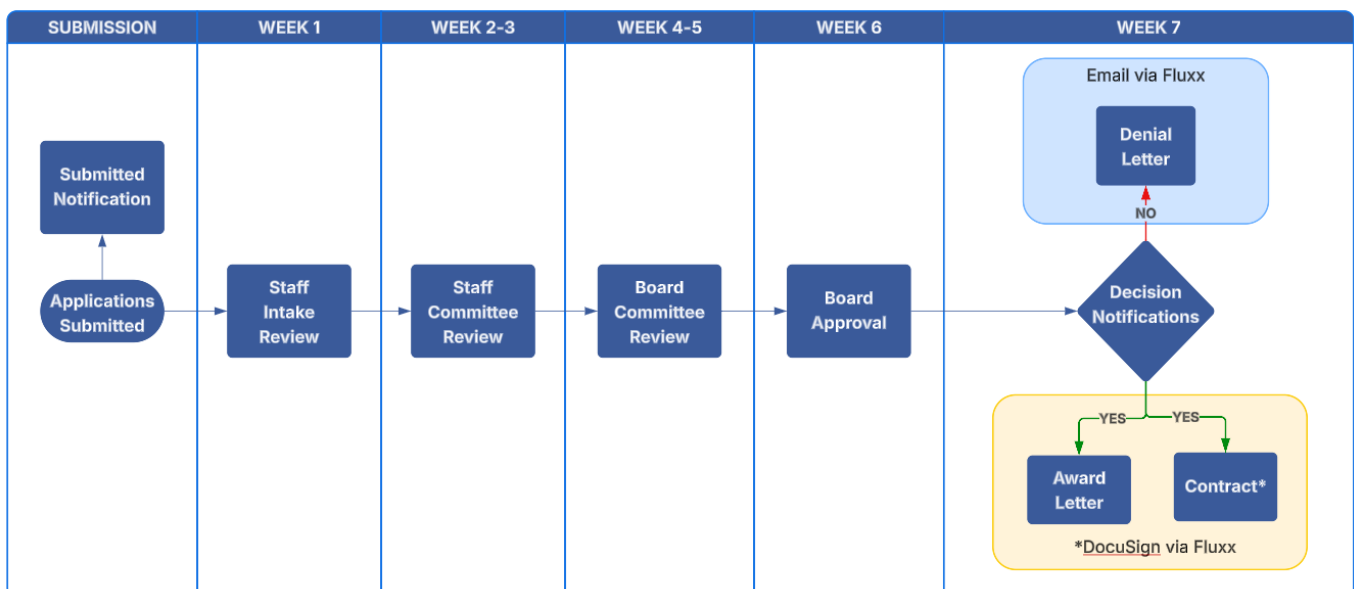 SUBMISSION
WEEK 1
WEEK 2-3
WEEK 4-5
WEEK 6
WEEK 7
Submitted
Notification
Applications
Submitted
Staff
Intake
Review
Staff
Committee
Review
Board
Committee
Review
Board
Approval
Email via Fluxx
Denial
Letter
NO
Decision
Notifications
YES
YES
Award
Letter
Contract*
*DocuSign via Fluxx